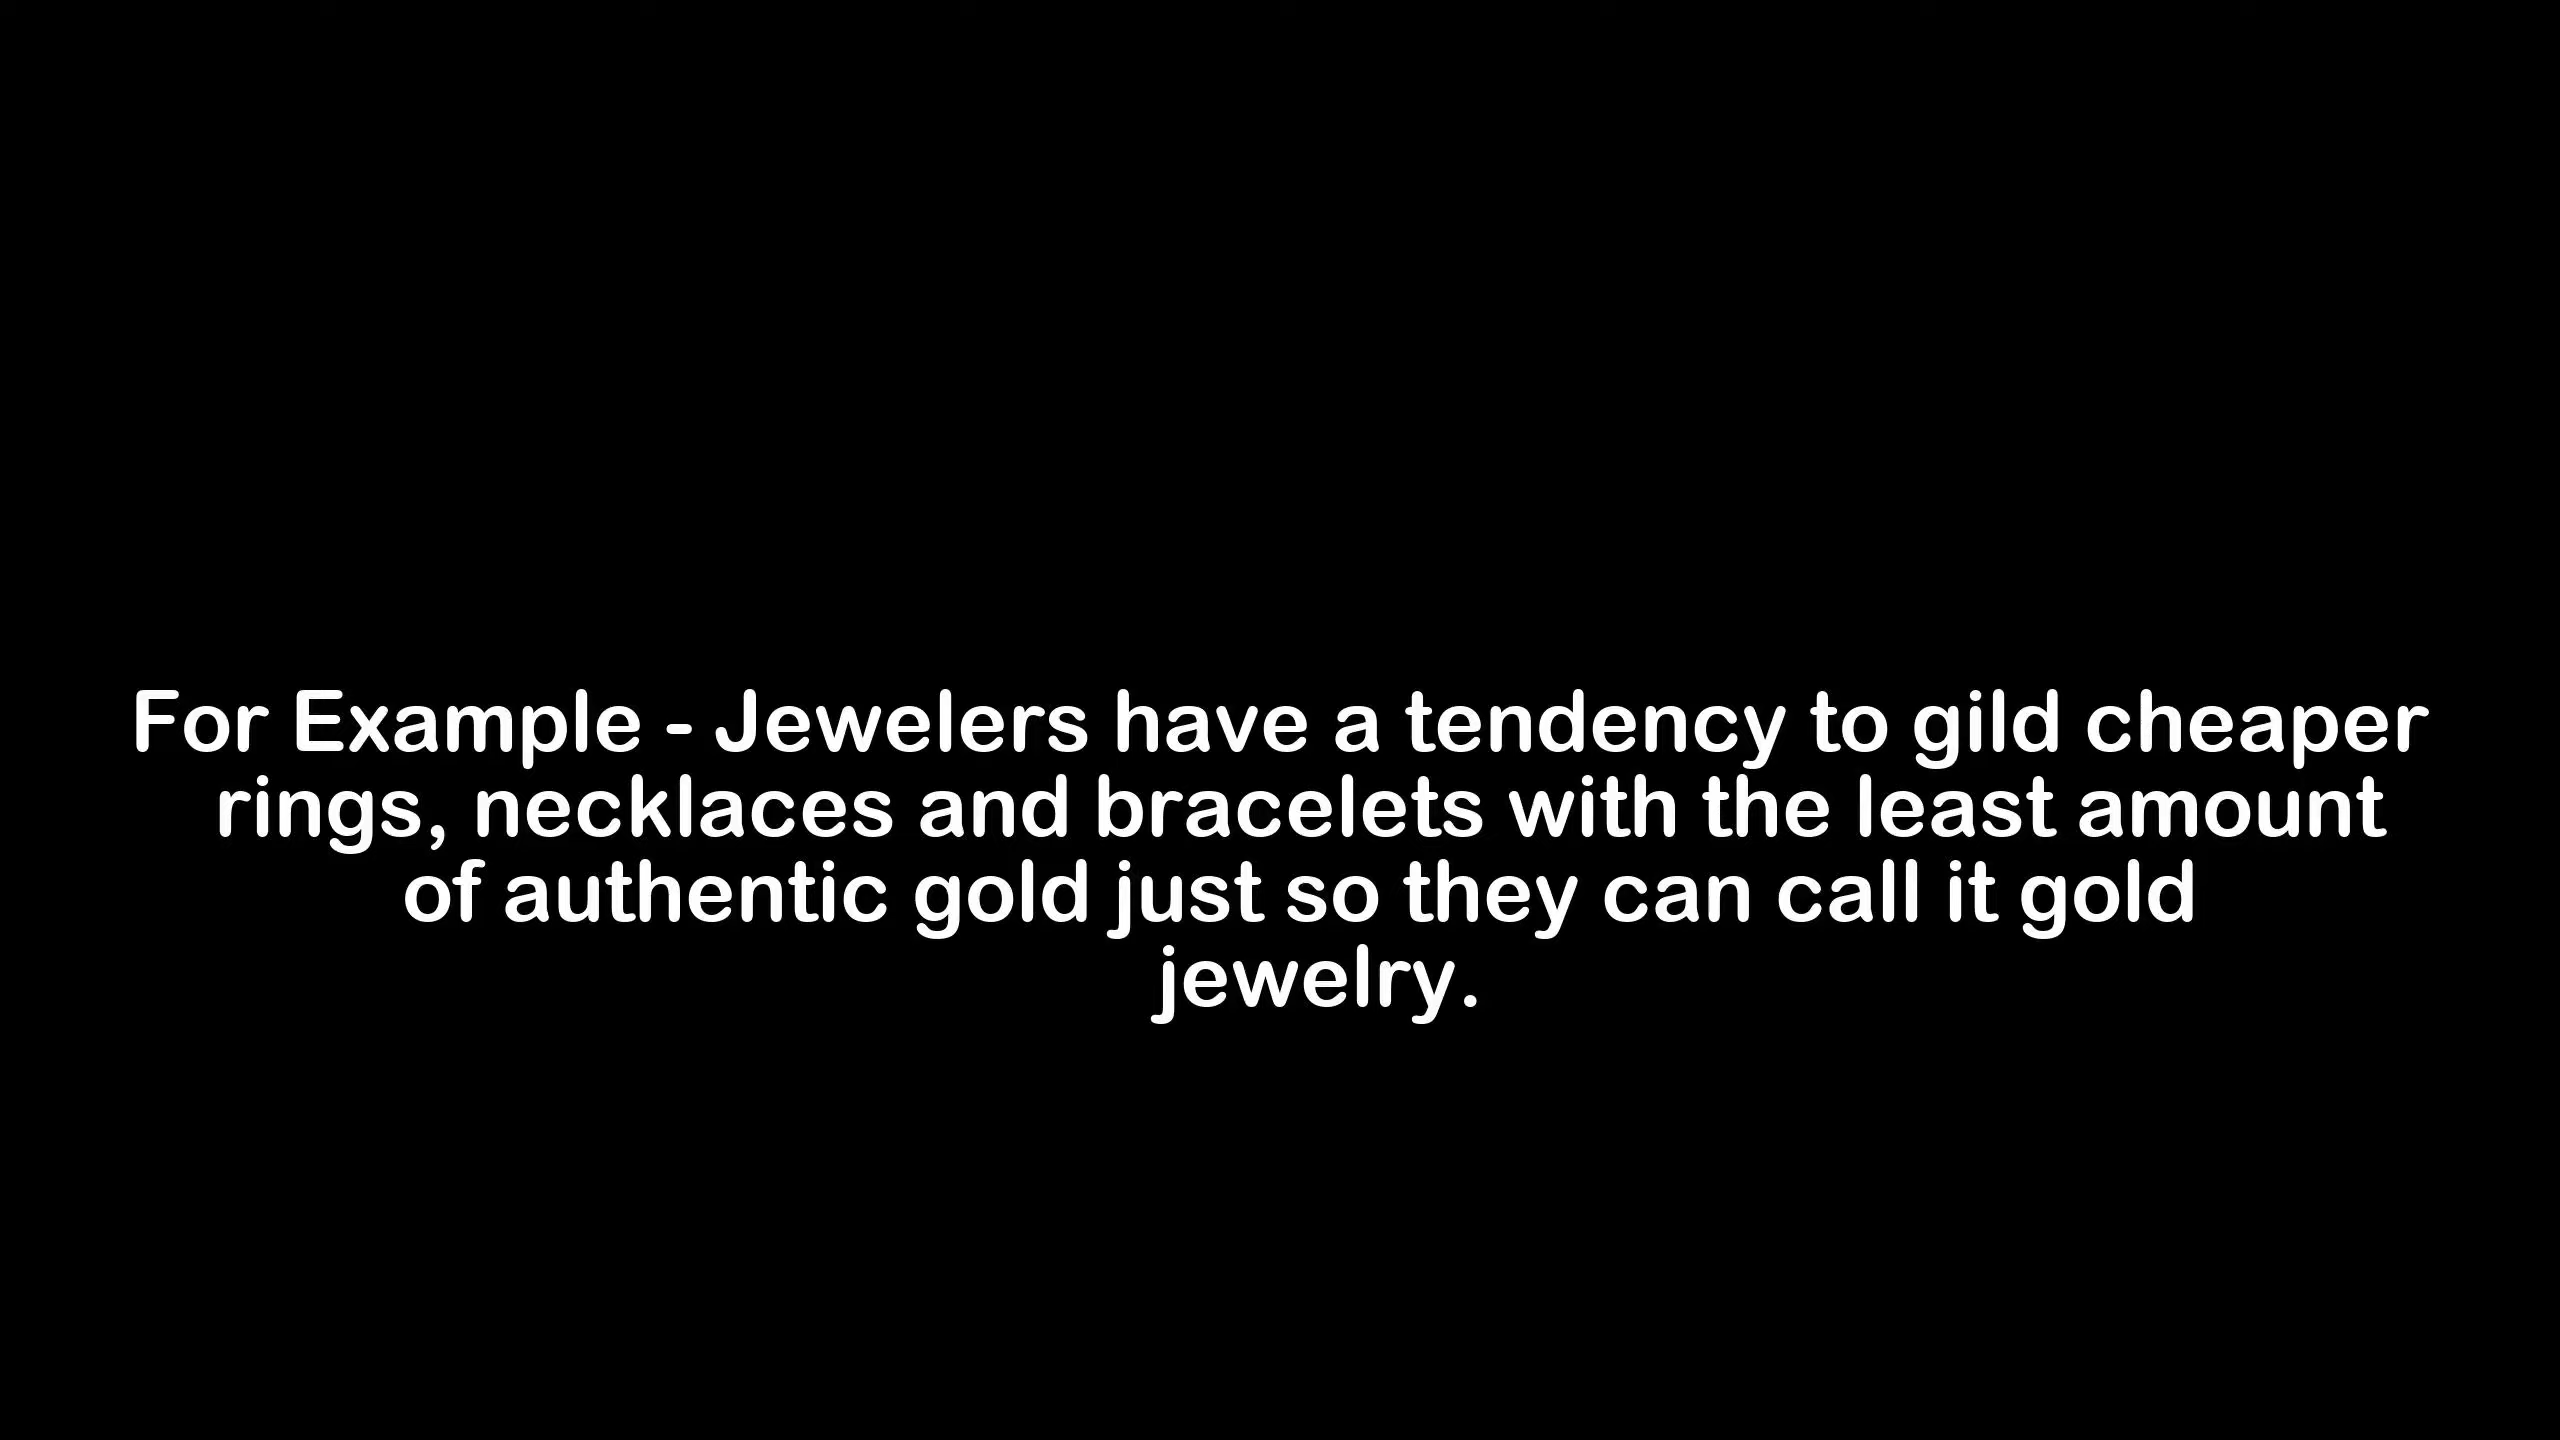 For Example - Jewelers have a tendency to gild cheaper
rings, necklaces and bracelets with the least amount
of authentic gold just so they can call it gold
jewelry.